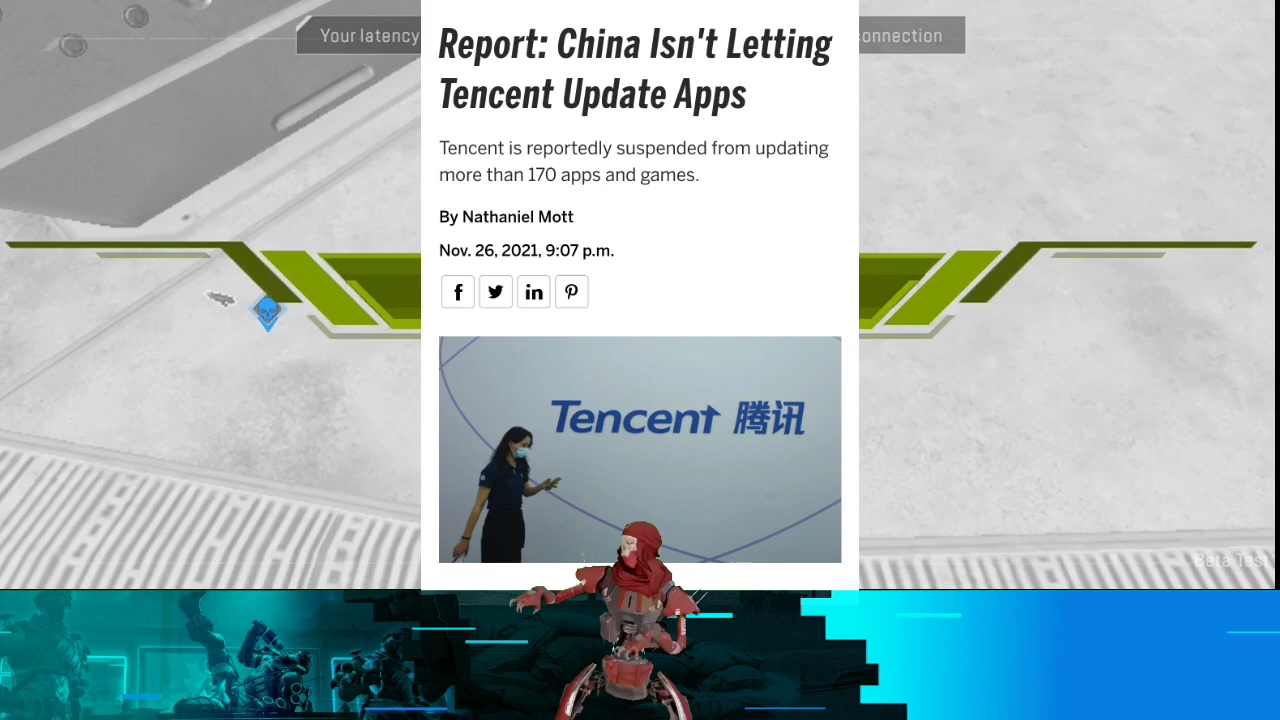 Your latency
connection
Report: China Isn't Letting
Tencent Update Apps
Tencent is reportedly suspended from updating
more than 170 apps and games.
By Nathaniel Mott
Nov. 26, 2021, 9:07 p.m.
Tencent 腾讯
Beta Test